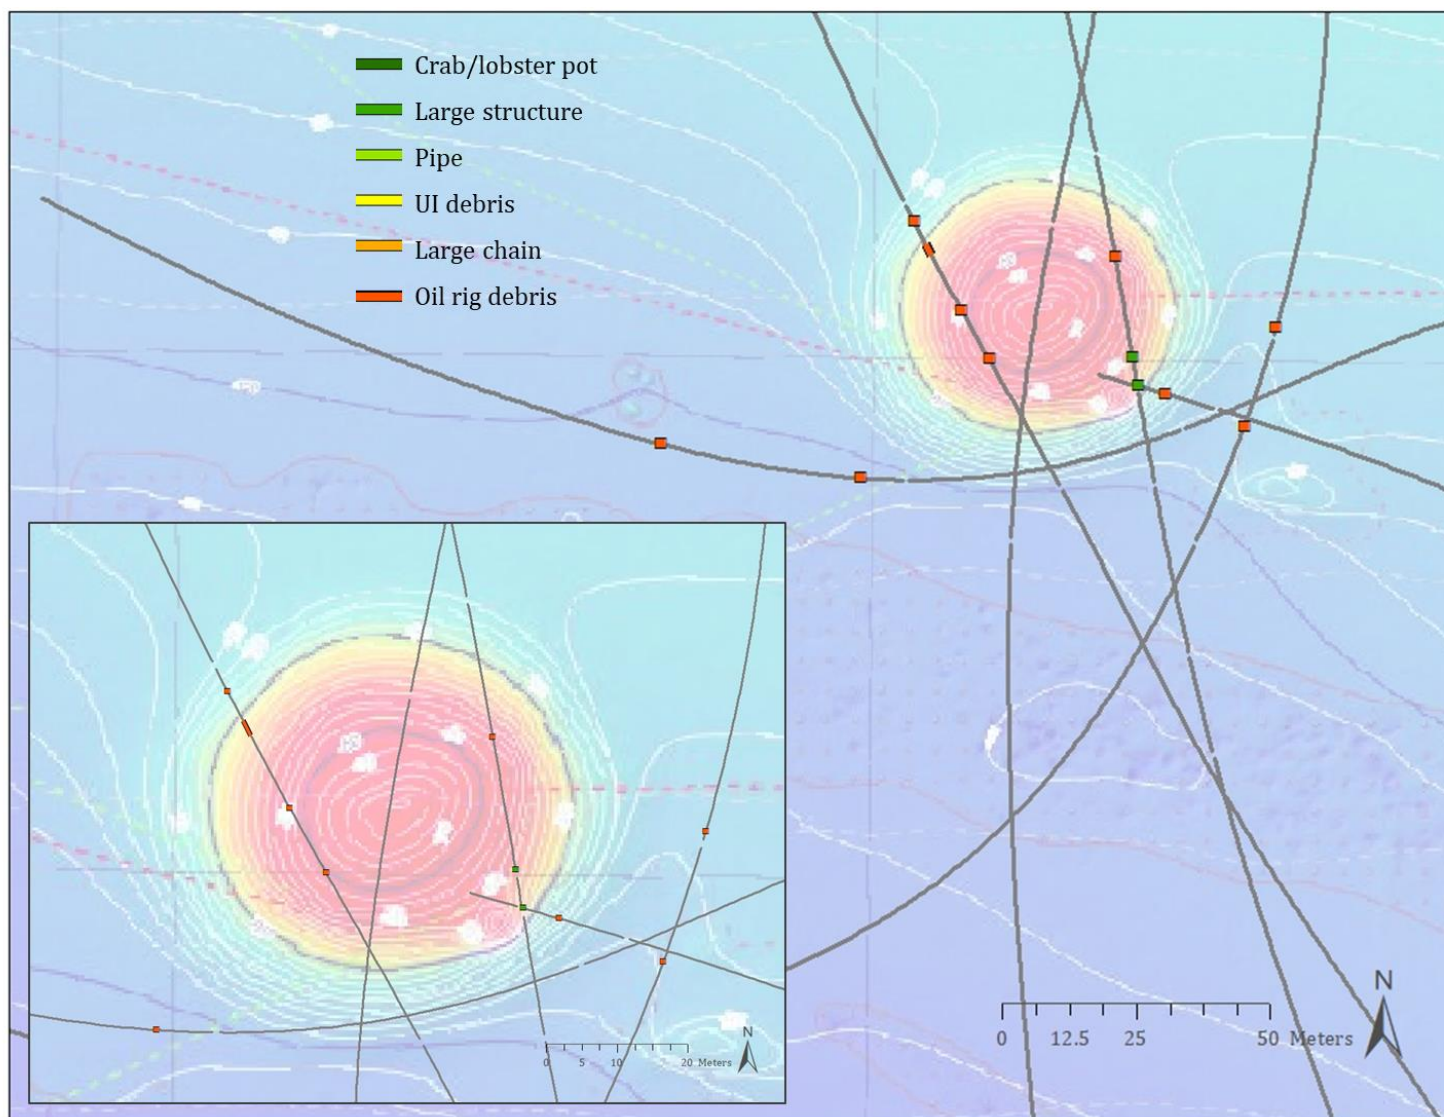 Crab/lobster pot
Large structure
Pipe
UI debris
Large chain
Oil rig debris
N
0 12.5 25 50 Meters
N
0 5 10 20 Meters